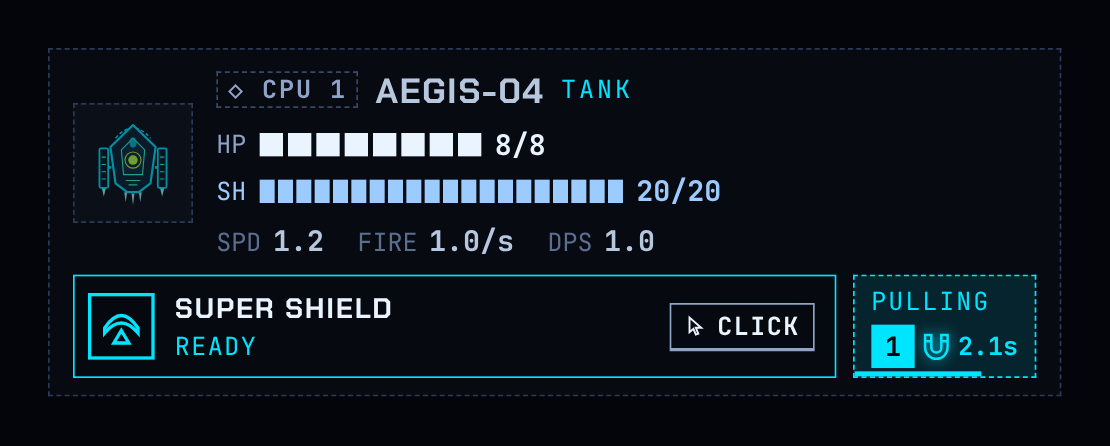 ◇ CPU 1 AEGIS-04 TANK
HP 8/8
SH 20/20
SPD 1.2 FIRE 1.0/s DPS 1.0
SUPER SHIELD
READY
CLICK
PULLING
1 2.1s